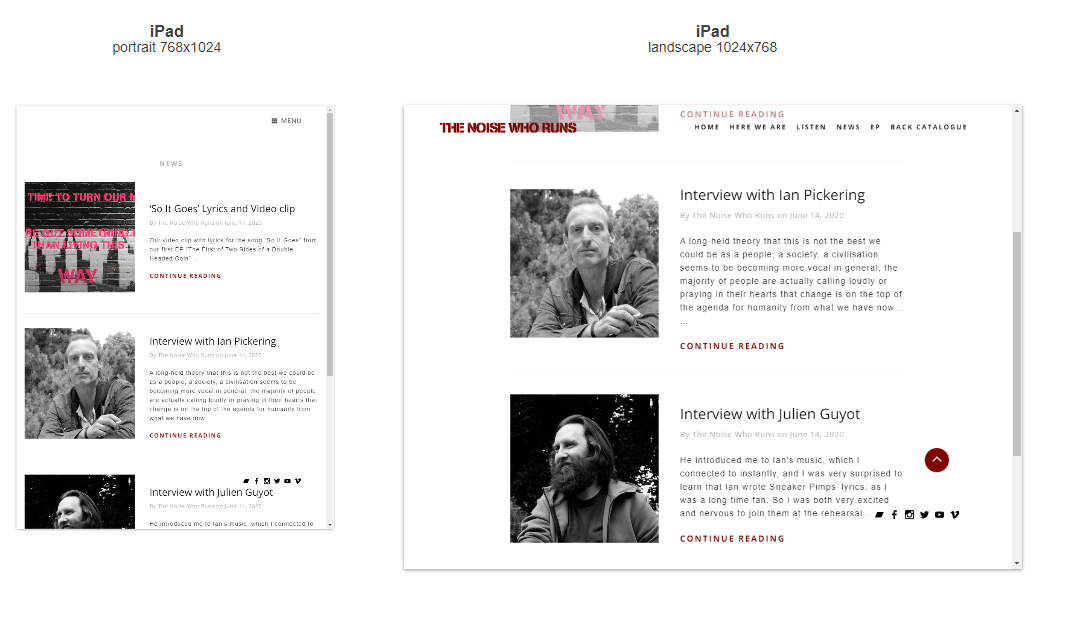 iPad
portrait 768x1024
MENU
NEWS
TIME TO TURN OUR M
THAN LIVING THIS
WAY
'So It Goes' Lyrics and Video clip
By The Noise Who Runs on June 17, 2020
Our video clip with lyrics for the song "So It Goes" from
our first EP "The First of Two Sides of a Double
Headed Coin" ...
CONTINUE READING
Interview with Ian Pickering
By The Noise Who Runs on June 14, 2020
A long-held theory that this is not the best we could be
as a people, a society, a civilisation seems to be
becoming more vocal in general, the majority of people
are actually calling loudly or praying in their hearts that
change is on the top of the agenda for humanity from
what we have now...
CONTINUE READING
Interview with Julien Guyot
By The Noise Who Runs on June 14, 2020
He introduced me to Ian's music, which I connected to
iPad
landscape 1024x768
WAY
CONTINUE READING
THE NOISE WHO RUNS
HOME HERE WE ARE LISTEN NEWS EP BACK CATALOGUE
Interview with Ian Pickering
By The Noise Who Runs on June 14, 2020
A long-held theory that this is not the best we
could be as a people, a society, a civilisation
seems to be becoming more vocal in general, the
majority of people are actually calling loudly or
praying in their hearts that change is on the top of
the agenda for humanity from what we have now...
...
CONTINUE READING
Interview with Julien Guyot
By The Noise Who Runs on June 14, 2020
He introduced me to Ian's music, which I
connected to instantly, and I was very surprised to
learn that Ian wrote Sneaker Pimps' lyrics, as I
was a long time fan. So I was both very excited
and nervous to join them at the rehearsal...
CONTINUE READING